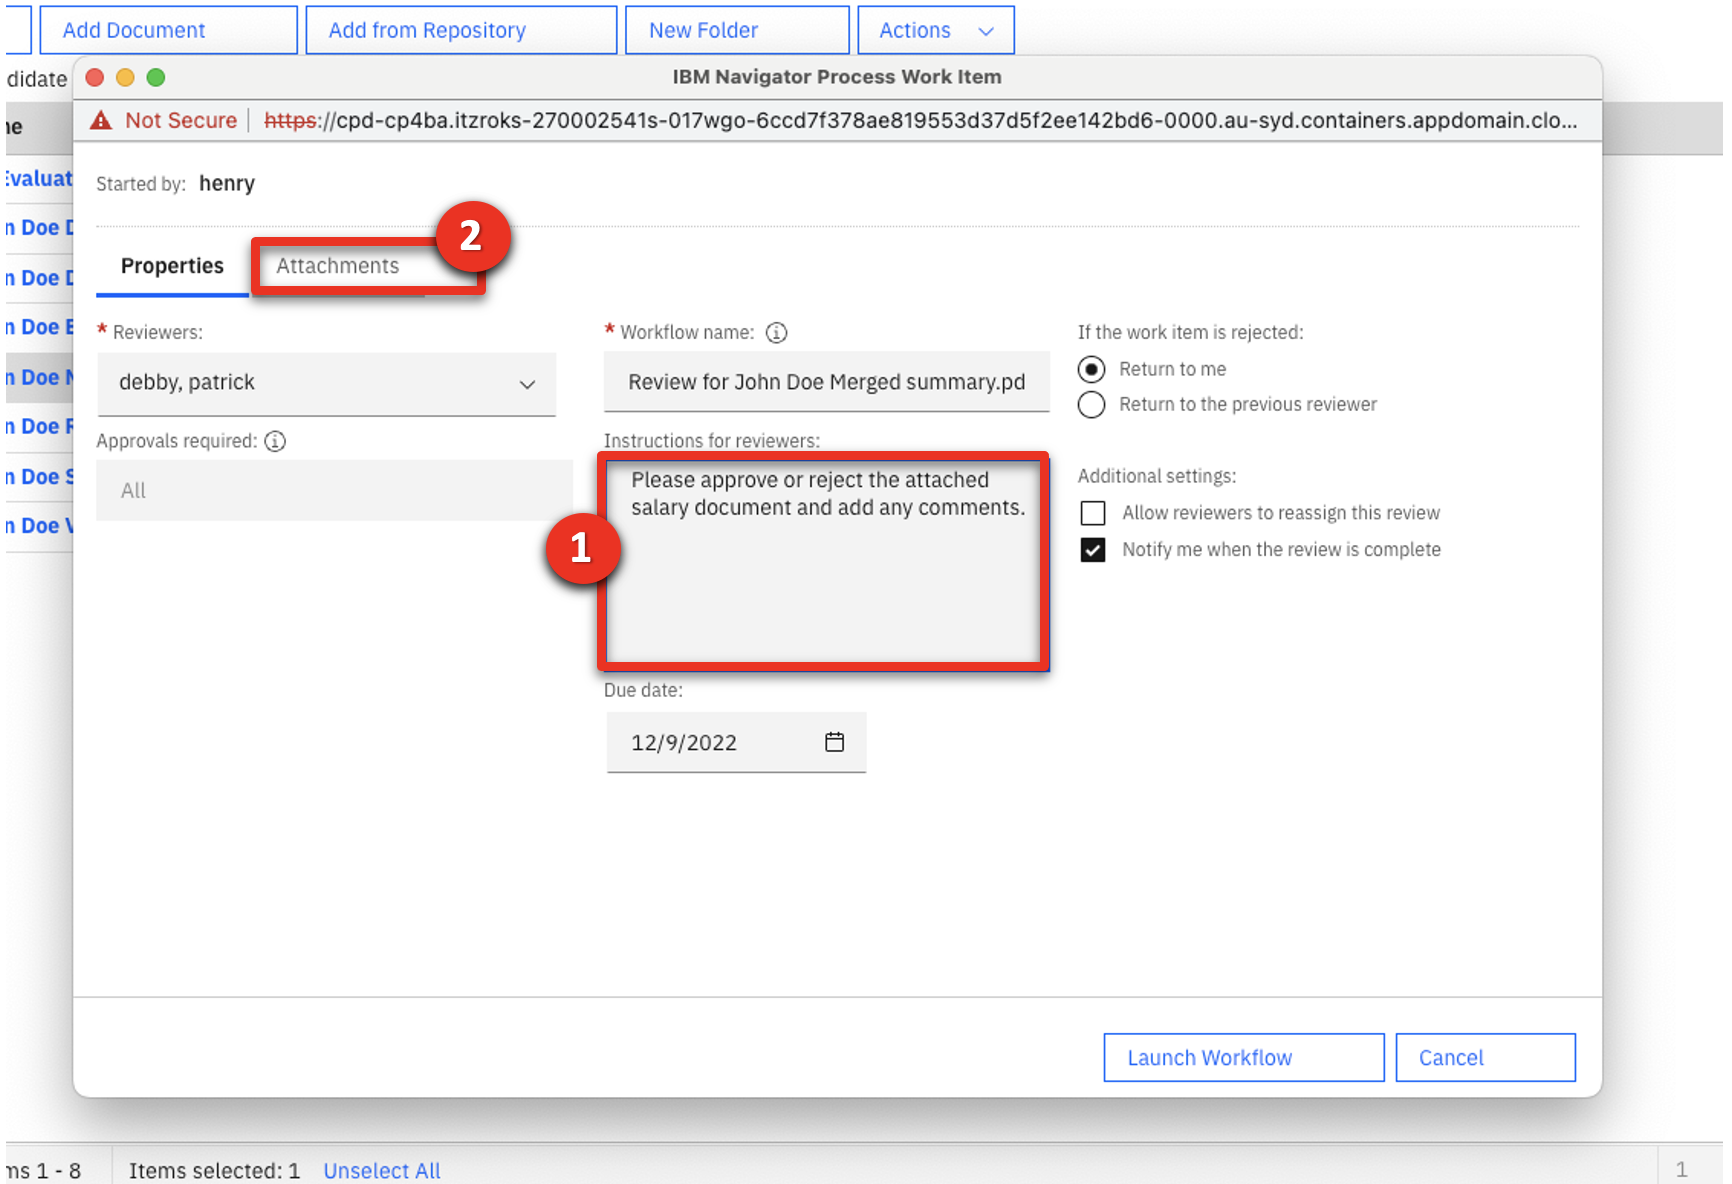 Add Document
Add from Repository
New Folder
Actions
didate
IBM Navigator Process Work Item
Not Secure
https://cpd-cp4ba.itzroks-270002541s-017wgo-6ccd7f378ae819553d37d5f2ee142bd6-0000.au-syd.containers.appdomain.clo...
Started by: henry
Evaluat
n Doe
n Doe
n Doe E
n Doe
n Doe
n Doe S
n Doe V
2
Properties
Attachments
* Reviewers:
debby, patrick
Approvals required:
All
* Workflow name:
Review for John Doe Merged summary.pd
Instructions for reviewers:
Please approve or reject the attached
salary document and add any comments.
1
Due date:
12/9/2022
If the work item is rejected:
Return to me
Return to the previous reviewer
Additional settings:
Allow reviewers to reassign this review
Notify me when the review is complete
Launch Workflow
Cancel
ms 1 - 8
Items selected: 1
Unselect All
1